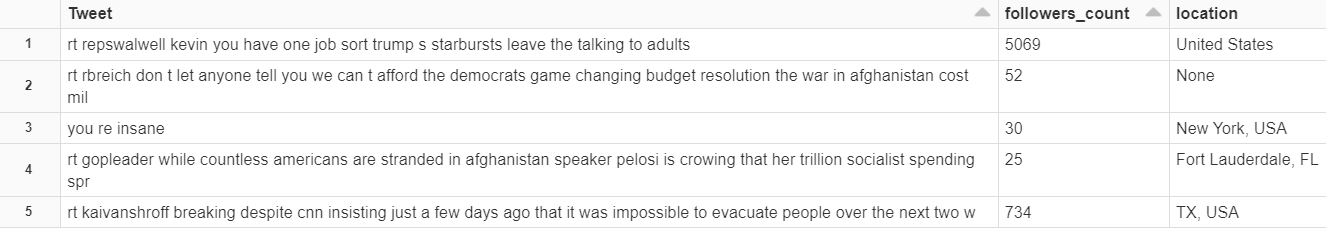 Tweet followers_count location
1 rt repswalwell kevin you have one job sort trump s starbursts leave the talking to adults 5069 United States
2 rt rbreich don t let anyone tell you we can t afford the democrats game changing budget resolution the war in afghanistan cost 52 None
mil
3 you re insane 30 New York, USA
4 rt gopleader while countless americans are stranded in afghanistan speaker pelosi is crowing that her trillion socialist spending 25 Fort Lauderdale, FL
spr
5 rt kaivanshroff breaking despite cnn insisting just a few days ago that it was impossible to evacuate people over the next two w 734 TX, USA